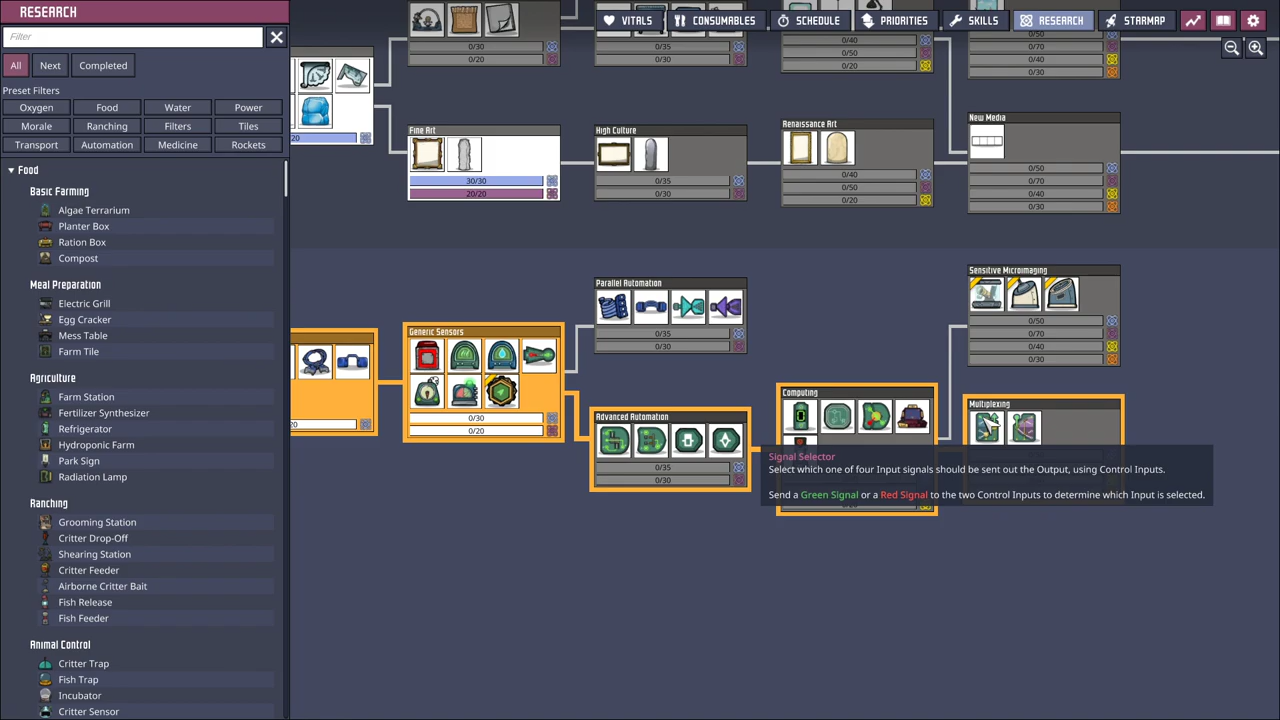 RESEARCH
VITALS
CONSUMABLES
SCHEDULE
PRIORITIES
SKILLS
RESEARCH
STARMAP
Filter
All
Next
Completed
Preset Filters
Oxygen
Food
Water
Power
Morale
Ranching
Filters
Tiles
Transport
Automation
Medicine
Rockets
Food
Basic Farming
Algae Terrarium
Planter Box
Ration Box
Compost
Meal Preparation
Electric Grill
Egg Cracker
Mess Table
Farm Tile
Agriculture
Farm Station
Fertilizer Synthesizer
Refrigerator
Hydroponic Farm
Park Sign
Radiation Lamp
Ranching
Grooming Station
Critter Drop-Off
Shearing Station
Critter Feeder
Airborne Critter Bait
Fish Release
Fish Feeder
Animal Control
Critter Trap
Fish Trap
Incubator
Critter Sensor
0/30
0/20
0/35
0/30
0/40
0/50
0/20
0/50
0/70
0/40
0/30
Fine Art
30/30
20/20
High Culture
0/35
0/30
Renaissance Art
0/40
0/50
0/20
New Media
0/50
0/70
0/40
0/30
Generic Sensors
0/30
0/20
Parallel Automation
0/35
0/30
Advanced Automation
0/35
0/30
Computing
Sensitive Microimaging
0/50
0/70
0/40
0/30
Multiplexing
Signal Selector
Select which one of four Input signals should be sent out the Output, using Control Inputs.
Send a Green Signal or a Red Signal to the two Control Inputs to determine which Input is selected.